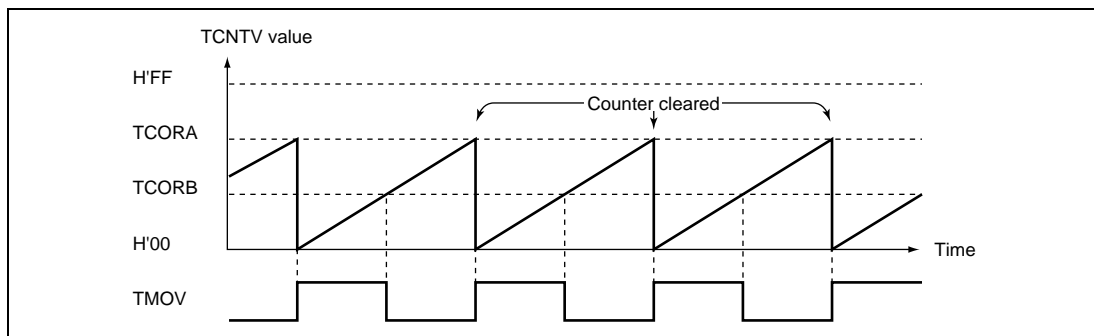 TCNTV value
H'FF
Counter cleared
TCORA
TCORB
H'00
Time
TMOV